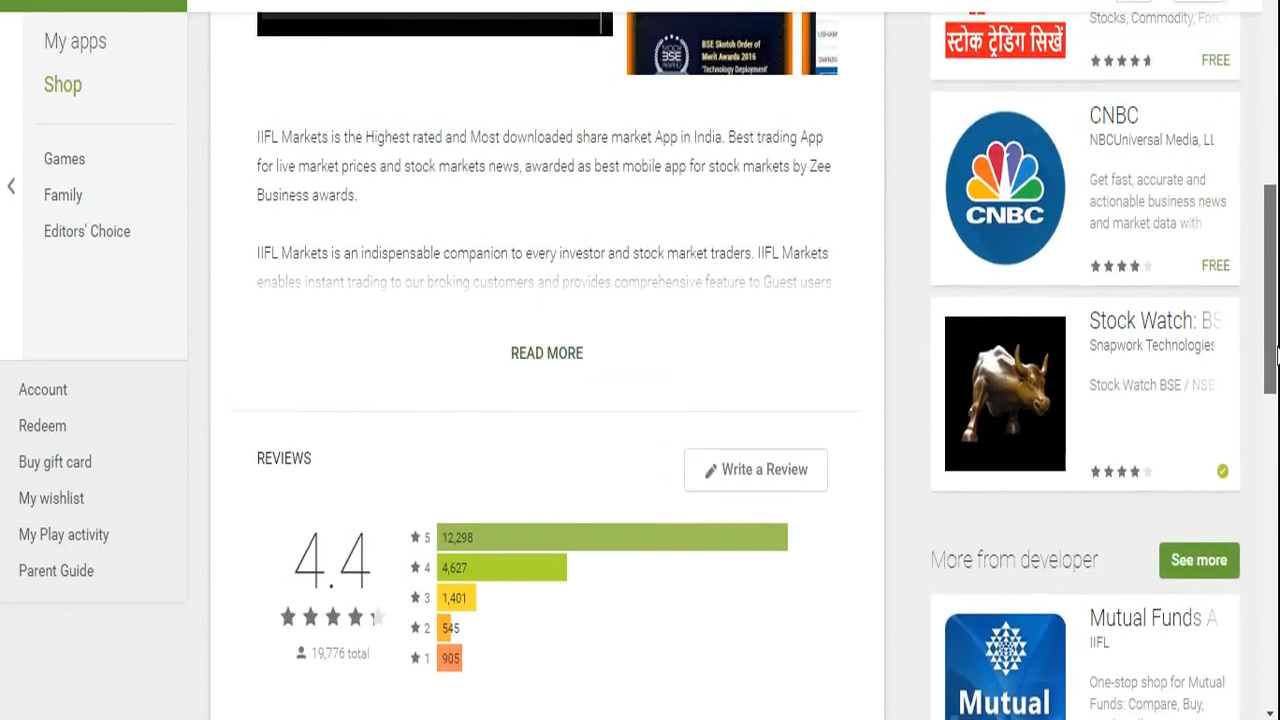 My apps
Shop
Games
Family
Editors' Choice
Account
Redeem
Buy gift card
My wishlist
My Play activity
Parent Guide
BSE Skotch Order of
Merit Awards 2016
'Technology Deployment'
BSE
IIFL Markets is the Highest rated and Most downloaded share market App in India. Best trading App
for live market prices and stock markets news, awarded as best mobile app for stock markets by Zee
Business awards.
IIFL Markets is an indispensable companion to every investor and stock market traders. IIFL Markets
enables instant trading to our broking customers and provides comprehensive feature to Guest users
READ MORE
REVIEWS
Write a Review
4.4
19,776 total
5 12,298
4 4,627
3 1,401
2 545
1 905
Stocks, Commodity, Fore
स्टोक ट्रेडिंग सिखें
FREE
CNBC
NBCUniversal Media, LL
Get fast, accurate and
actionable business news
and market data with
CNBC
FREE
Stock Watch: BS
Snapwork Technologies
Stock Watch BSE / NSE
More from developer
See more
Mutual Funds A
IIFL
One-stop shop for Mutual
Funds: Compare, Buy,
Mutual